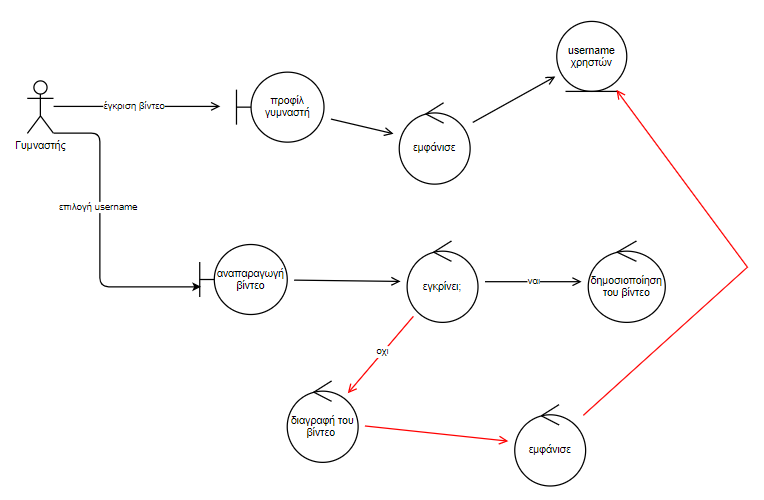 username
χρηστών
έγκριση βίντεο
προφίλ
γυμναστή
Γυμναστής
εμφάνισε
επιλογή username
αναπαραγωγή
βίντεο
εγκρίνει;
ναι
δημοσιοποίηση
του βίντεο
οχι
διαγραφή του
βίντεο
εμφάνισε